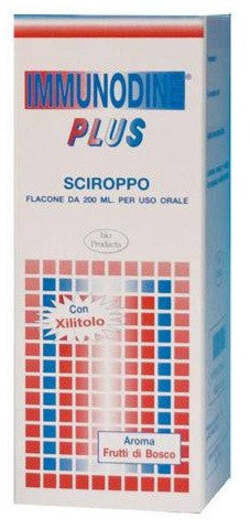 IMMUNODINE®
PLUS
SCIROPPO
FLACONE DA 200 ML. PER USO ORALE
bio
Products
Con
Xilitolo
Aroma
Frutti di Bosco